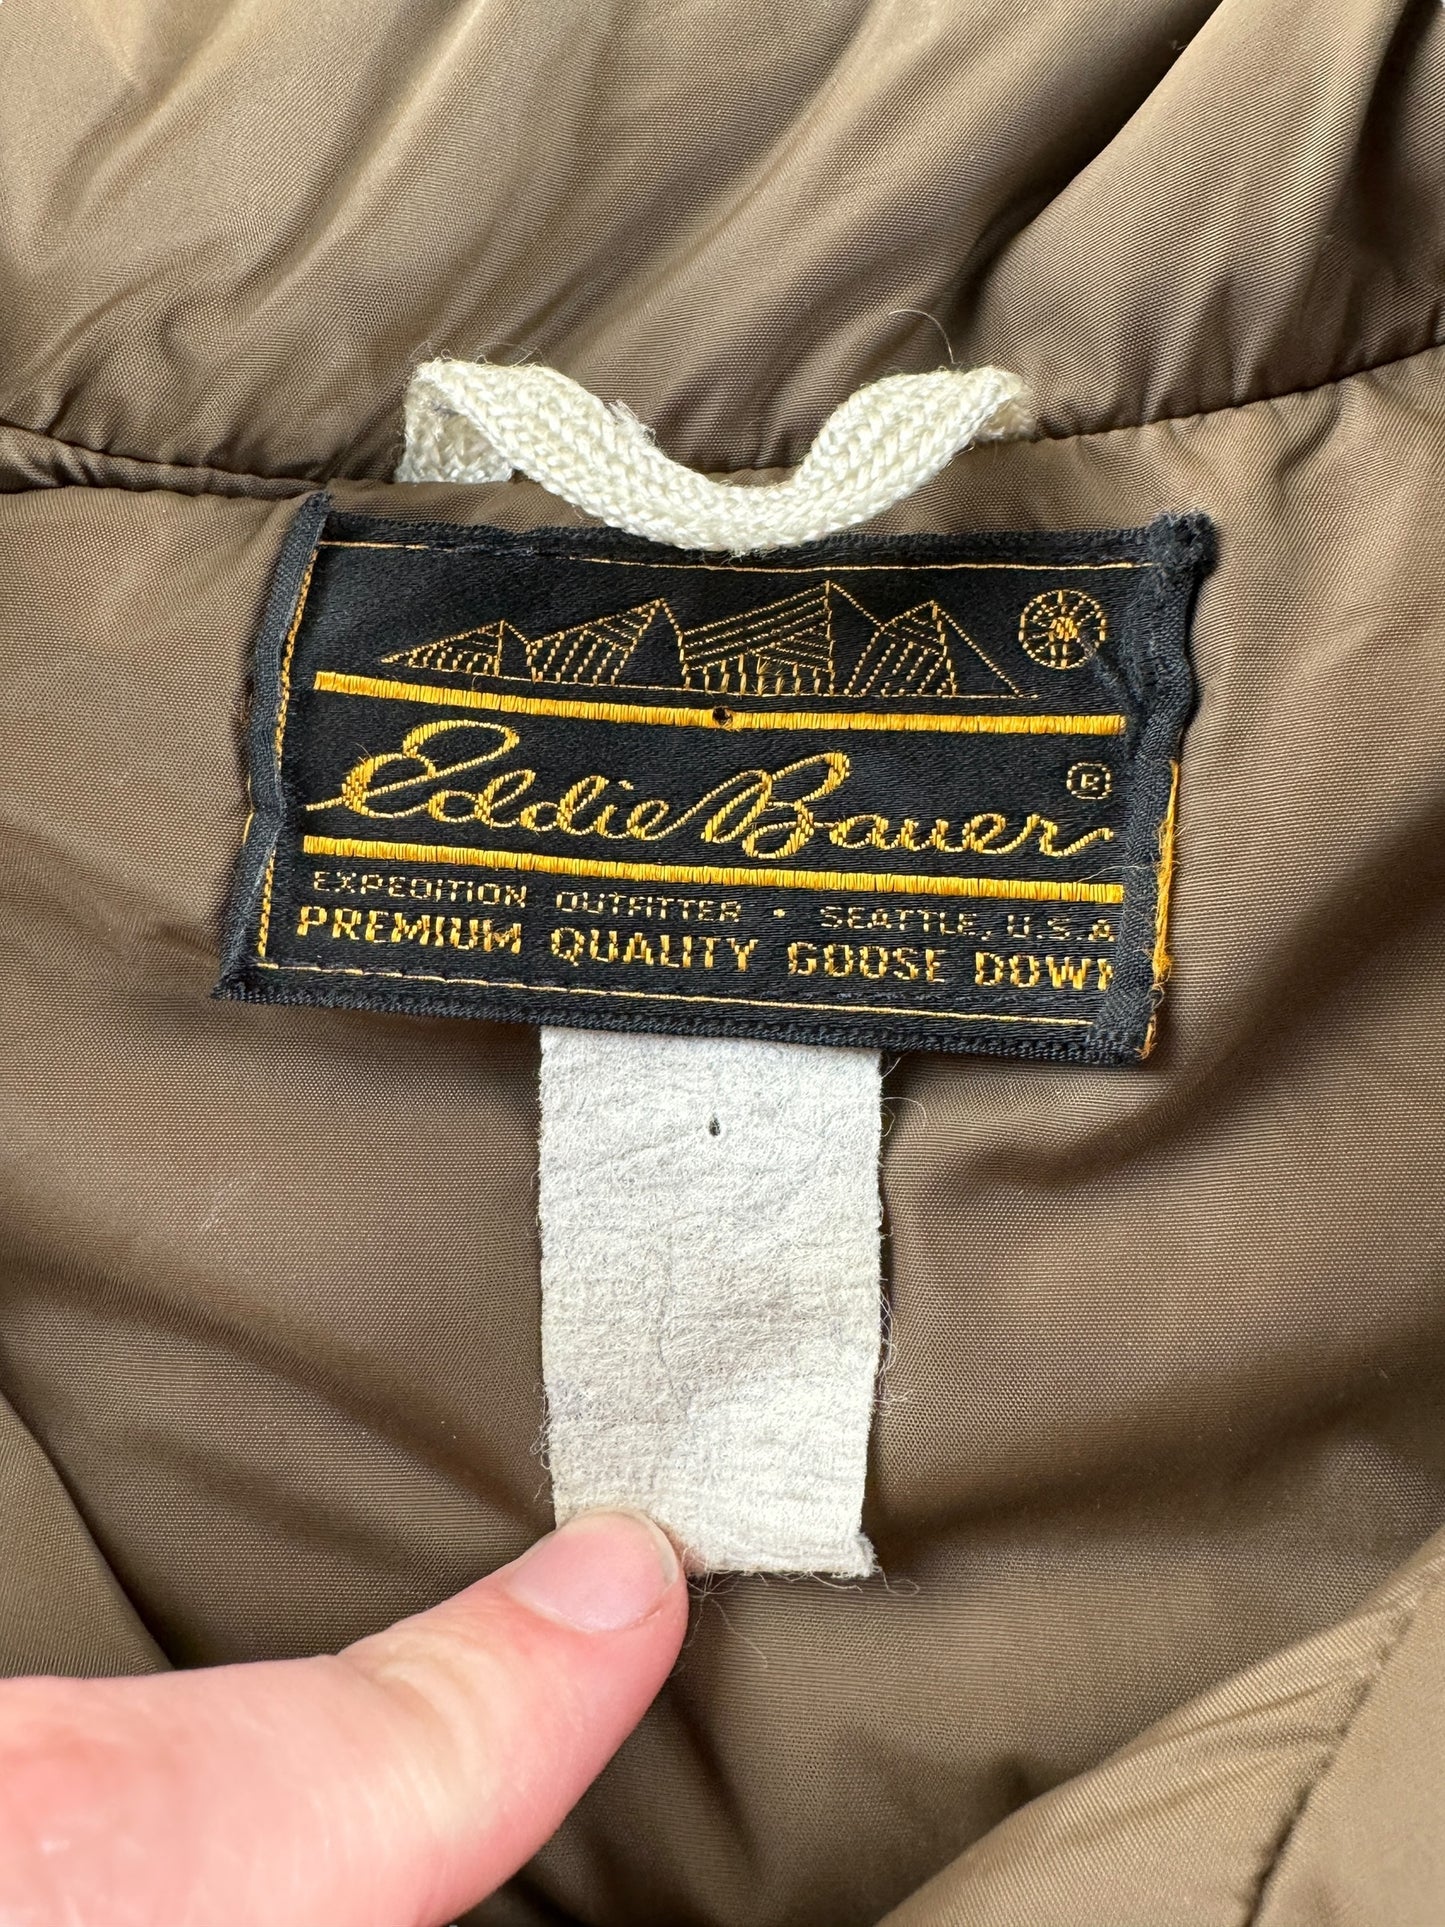 Eddie Bauer ®
EXPEDITION OUTFITTER • SEATTLE, U.S.A
PREMIUM QUALITY GOOSE DOWN